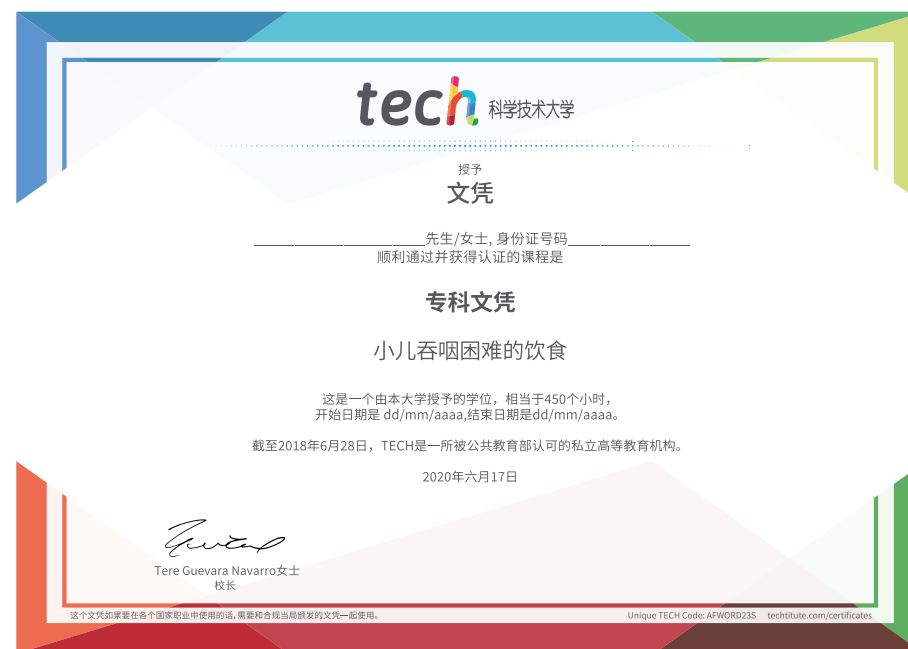 tech 科学技术大学
授予
文凭
先生/女士, 身份证号码
顺利通过并获得认证的课程是
专科文凭
小儿吞咽困难的饮食
这是一个由本大学授予的学位，相当于450个小时，
开始日期是 dd/mm/aaaa,结束日期是dd/mm/aaaa。
截至2018年6月28日，TECH是一所被公共教育部认可的私立高等教育机构。
2020年六月17日
Tere Guevara Navarro女士
校长
这个文凭如果要在各个国家职业中使用的话,需要和合规当局颁发的文凭一起使用。
Unique TECH Code: AFWORD23S techtitute.com/certificates